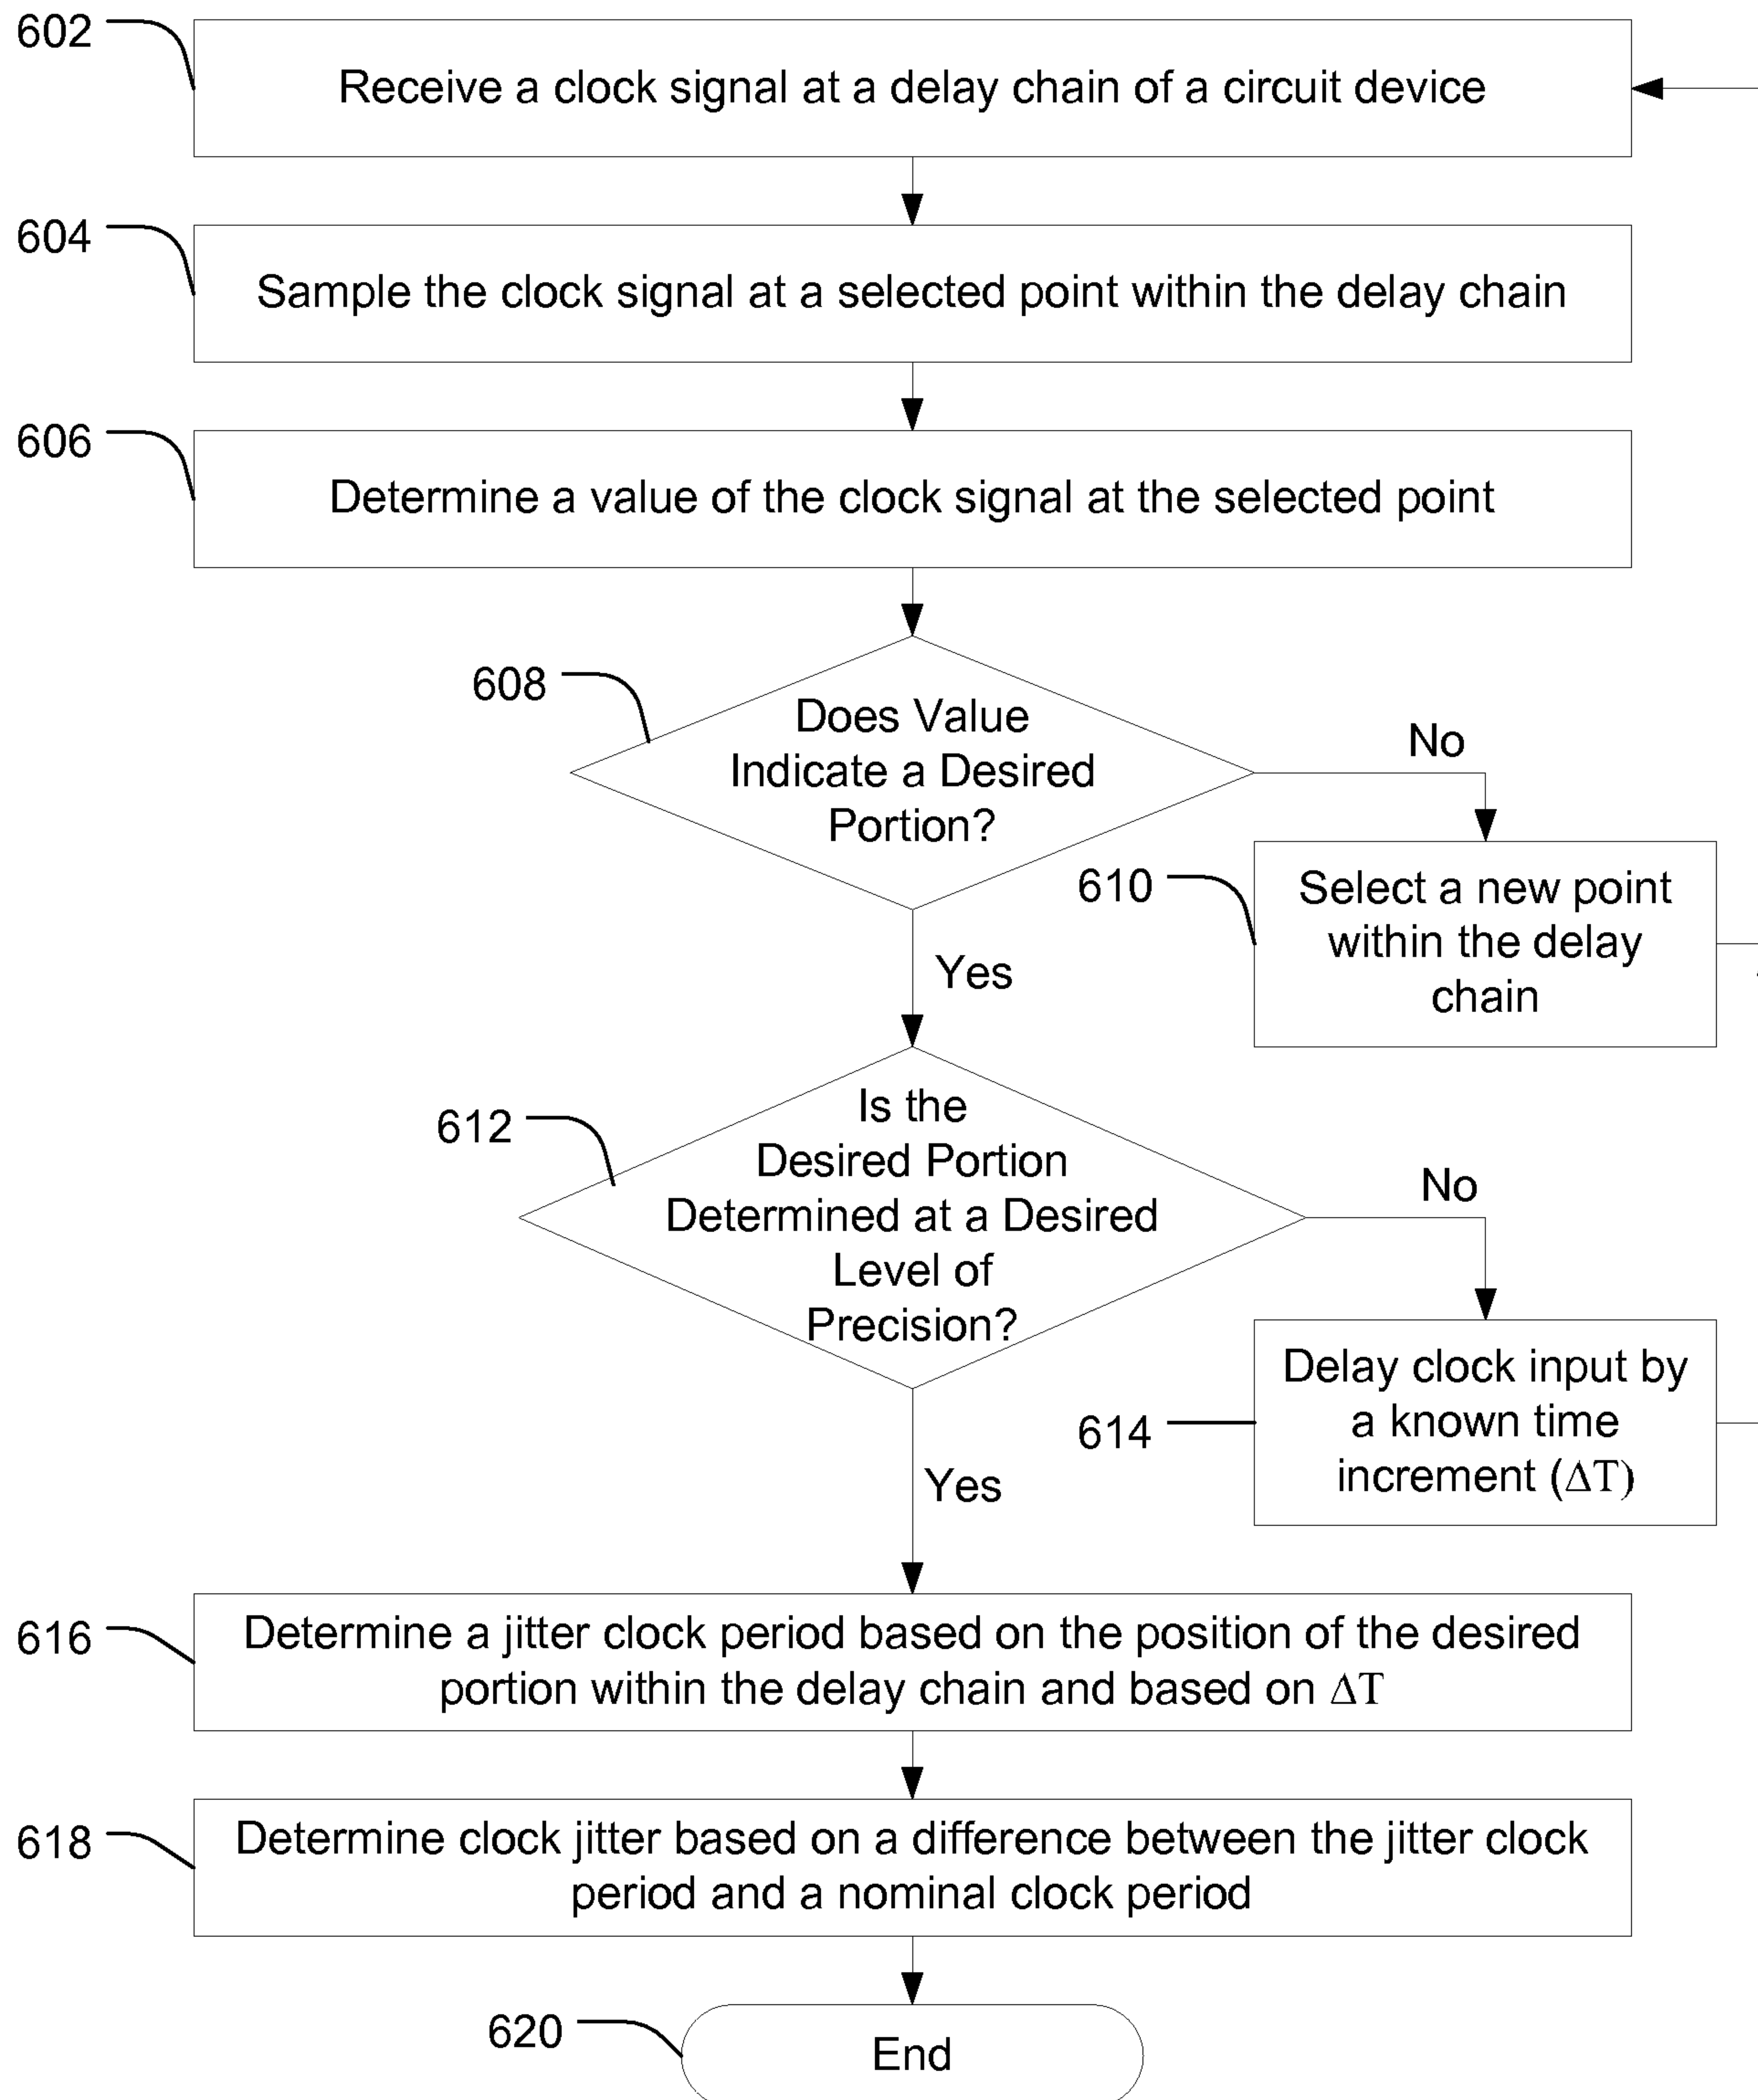 602
Receive a clock signal at a delay chain of a circuit device
604
Sample the clock signal at a selected point within the delay chain
606
Determine a value of the clock signal at the selected point
608
Does Value
Indicate a Desired
Portion?
No
610
Select a new point
within the delay
chain
Yes
612
Is the
Desired Portion
Determined at a Desired
Level of
Precision?
No
614
Delay clock input by
a known time
increment (ΔT)
Yes
616
Determine a jitter clock period based on the position of the desired
portion within the delay chain and based on ΔT
618
Determine clock jitter based on a difference between the jitter clock
period and a nominal clock period
620
End